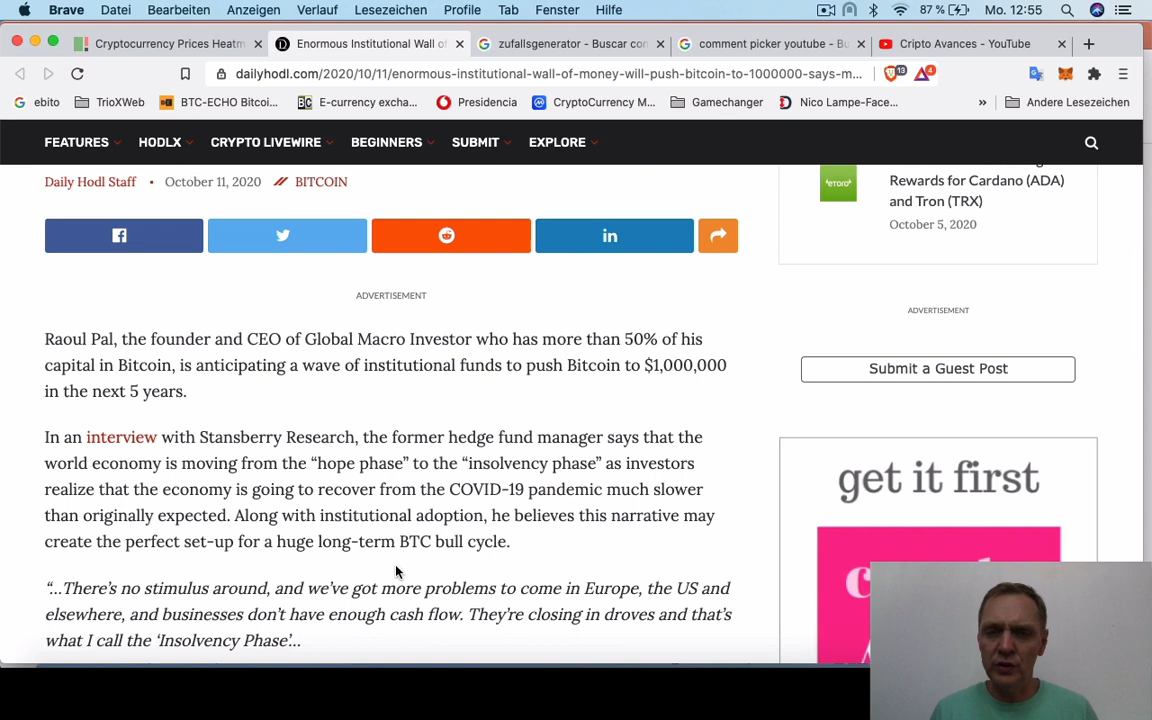 Brave Datei Bearbeiten Anzeigen Verlauf Lesezeichen Profile Tab Fenster Hilfe 87 % Mo. 12:55
Cryptocurrency Prices Heatm
Enormous Institutional Wall of
zufallsgenerator - Buscar con
comment picker youtube - Bu
Cripto Avances - YouTube
dailyhodl.com/2020/10/11/enormous-institutional-wall-of-money-will-push-bitcoin-to-1000000-says-m... 13 4
ebito TrioXWeb BTC-ECHO Bitcoi... E-currency excha... Presidencia CryptoCurrency M... Gamechanger Nico Lampe-Face... » Andere Lesezeichen
FEATURES HODLX CRYPTO LIVEWIRE BEGINNERS SUBMIT EXPLORE
Daily Hodl Staff • October 11, 2020 BITCOIN
ADVERTISEMENT
Raoul Pal, the founder and CEO of Global Macro Investor who has more than 50% of his
capital in Bitcoin, is anticipating a wave of institutional funds to push Bitcoin to $1,000,000
in the next 5 years.
In an interview with Stansberry Research, the former hedge fund manager says that the
world economy is moving from the “hope phase” to the “insolvency phase” as investors
realize that the economy is going to recover from the COVID-19 pandemic much slower
than originally expected. Along with institutional adoption, he believes this narrative may
create the perfect set-up for a huge long-term BTC bull cycle.
“…There’s no stimulus around, and we’ve got more problems to come in Europe, the US and
elsewhere, and businesses don’t have enough cash flow. They’re closing in droves and that’s
what I call the ‘Insolvency Phase’…
eToro
Rewards for Cardano (ADA)
and Tron (TRX)
October 5, 2020
ADVERTISEMENT
Submit a Guest Post
get it first